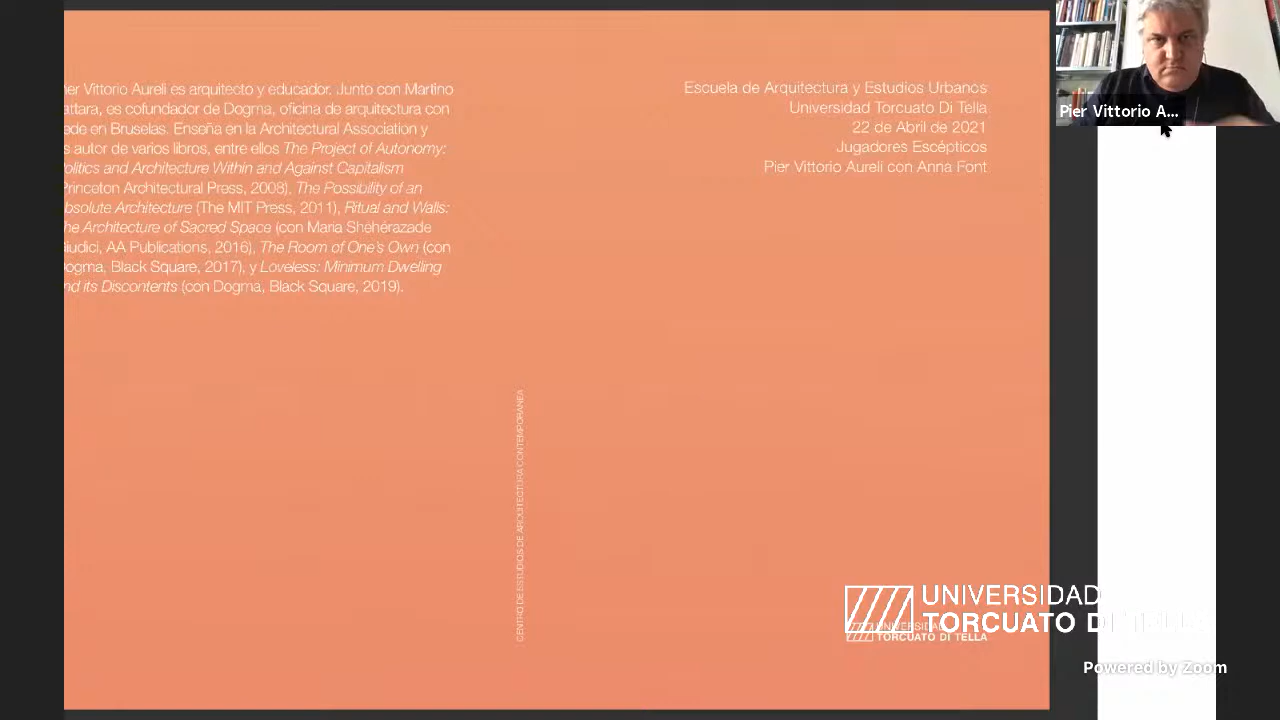 ier Vittorio Aureli es arquitecto y educador. Junto con Martino
attara, es cofundador de Dogma, oficina de arquitectura con
ede en Bruselas. Enseña en la Architectural Association y
s autor de varios libros, entre ellos The Project of Autonomy:
olitics and Architecture Within and Against Capitalism
Princeton Architectural Press, 2008), The Possibility of an
bsolute Architecture (The MIT Press, 2011), Ritual and Walls:
he Architecture of Sacred Space (con Maria Shéhérazade
iudici, AA Publications, 2016), The Room of One's Own (con
ogma, Black Square, 2017), y Loveless: Minimum Dwelling
nd its Discontents (con Dogma, Black Square, 2019).
Escuela de Arquitectura y Estudios Urbanos
Universidad Torcuato Di Tella
22 de Abril de 2021
Jugadores Escépticos
Pier Vittorio Aureli con Anna Font
Pier Vittorio A...
CENTRO DE ESTUDIOS DE ARQUITECTURA CONTEMPORÁNEA
UNIVERSIDAD
TORCUATO DI TELLA
UNIVERSIDAD
TORCUATO DI TELLA
Powered by Zoom